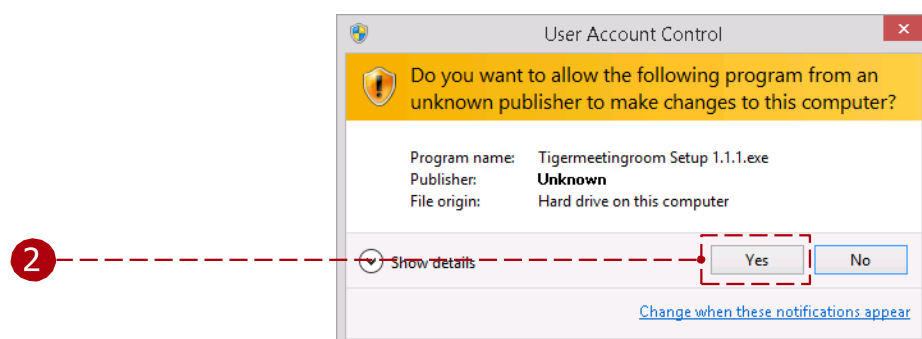 User Account Control
Do you want to allow the following program from an
unknown publisher to make changes to this computer?
Program name: Tigermeetingroom Setup 1.1.1.exe
Publisher: Unknown
File origin: Hard drive on this computer
2
Show details
Yes
No
Change when these notifications appear